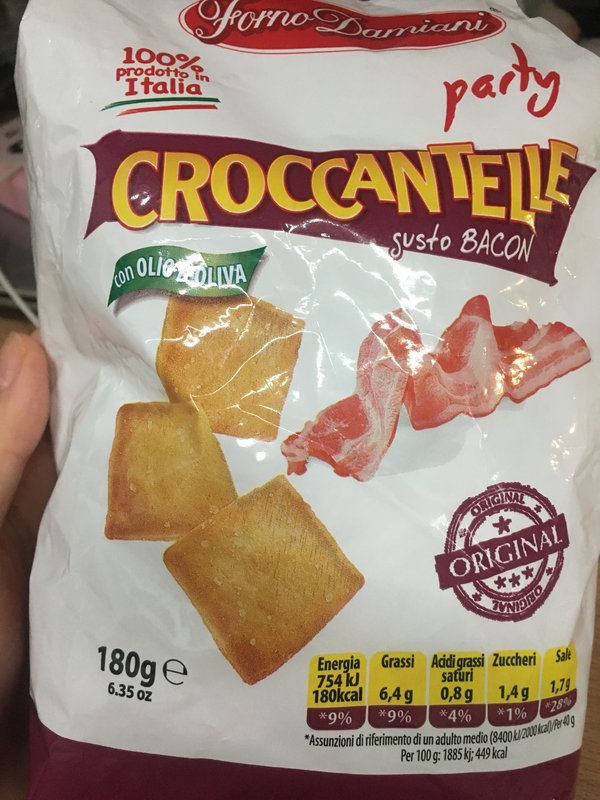 Forno Damiani
100%
prodotto in
Italia
party
CROCCANTELLE
gusto BACON
con OLIO D'OLIVA
ORIGINAL
ORIGINAL
ORIGINAL
180g e
6.35 oz
Energia
754 kJ
180kcal
*9%
Grassi
6,4 g
*9%
Acidi grassi
saturi
0,8 g
*4%
Zuccheri
1,4 g
*1%
Sale
1,7g
*28%
*Assunzioni di riferimento di un adulto medio (8400 kJ/2000 kcal)/Per 40 g
Per 100 g: 1885 kj; 449 kcal